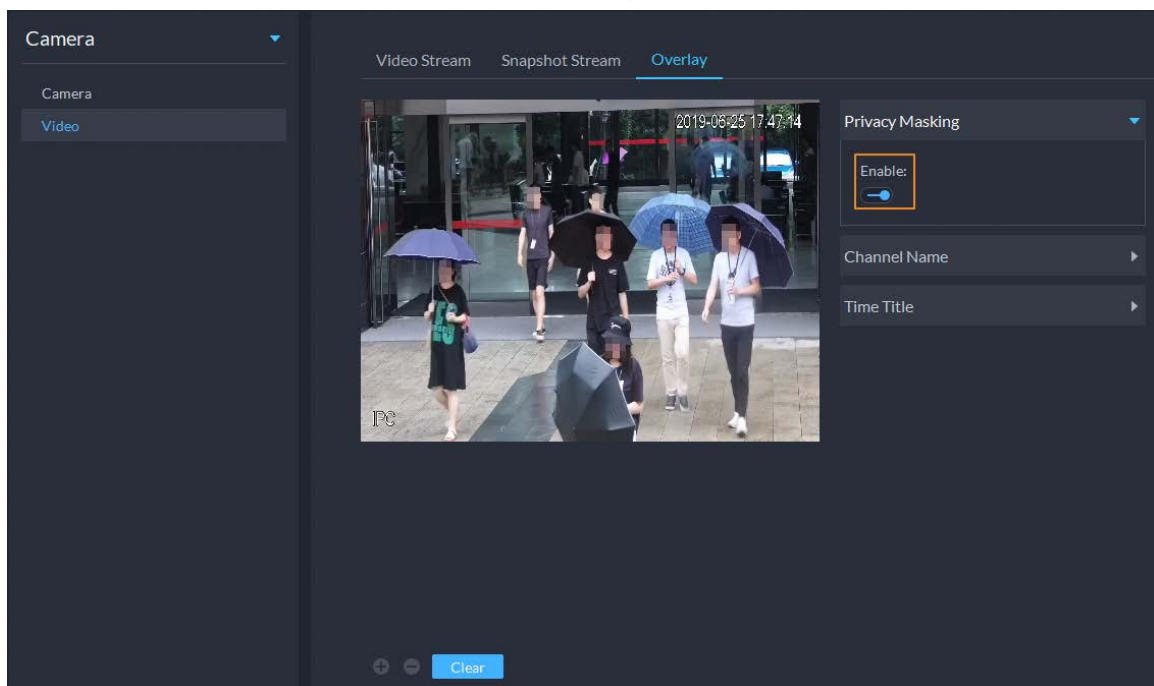 Camera
Camera
Video
Video Stream Snapshot Stream Overlay
2019-06-25 17:47:14
IPC
Privacy Masking
Enable:
Channel Name
Time Title
Clear